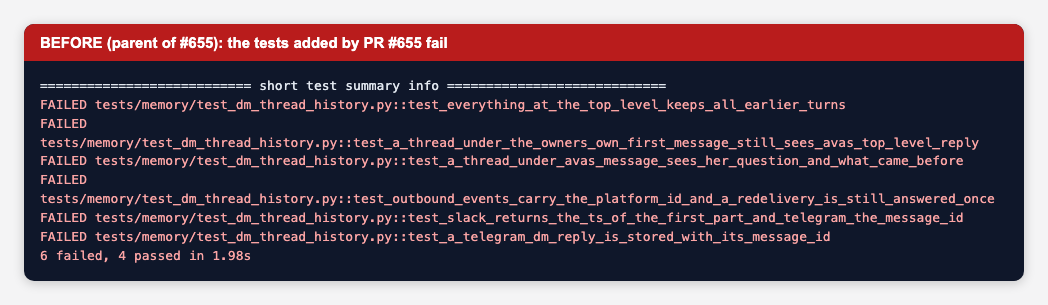 BEFORE (parent of #655): the tests added by PR #655 fail
=========================== short test summary info ============================
FAILED tests/memory/test_dm_thread_history.py::test_everything_at_the_top_level_keeps_all_earlier_turns
FAILED
tests/memory/test_dm_thread_history.py::test_a_thread_under_the_owners_own_first_message_still_sees_avas_top_level_reply
FAILED tests/memory/test_dm_thread_history.py::test_a_thread_under_avas_message_sees_her_question_and_what_came_before
FAILED
tests/memory/test_dm_thread_history.py::test_outbound_events_carry_the_platform_id_and_a_redelivery_is_still_answered_once
FAILED tests/memory/test_dm_thread_history.py::test_slack_returns_the_ts_of_the_first_part_and_telegram_the_message_id
FAILED tests/memory/test_dm_thread_history.py::test_a_telegram_dm_reply_is_stored_with_its_message_id
6 failed, 4 passed in 1.98s